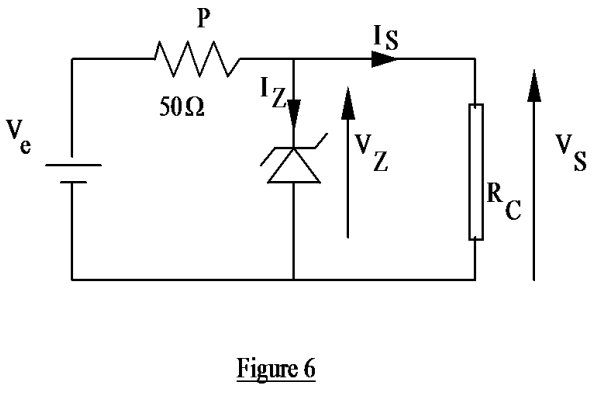 P
I_S
50Ω
I_Z
V_e
V_Z
R_C
V_S
Figure 6